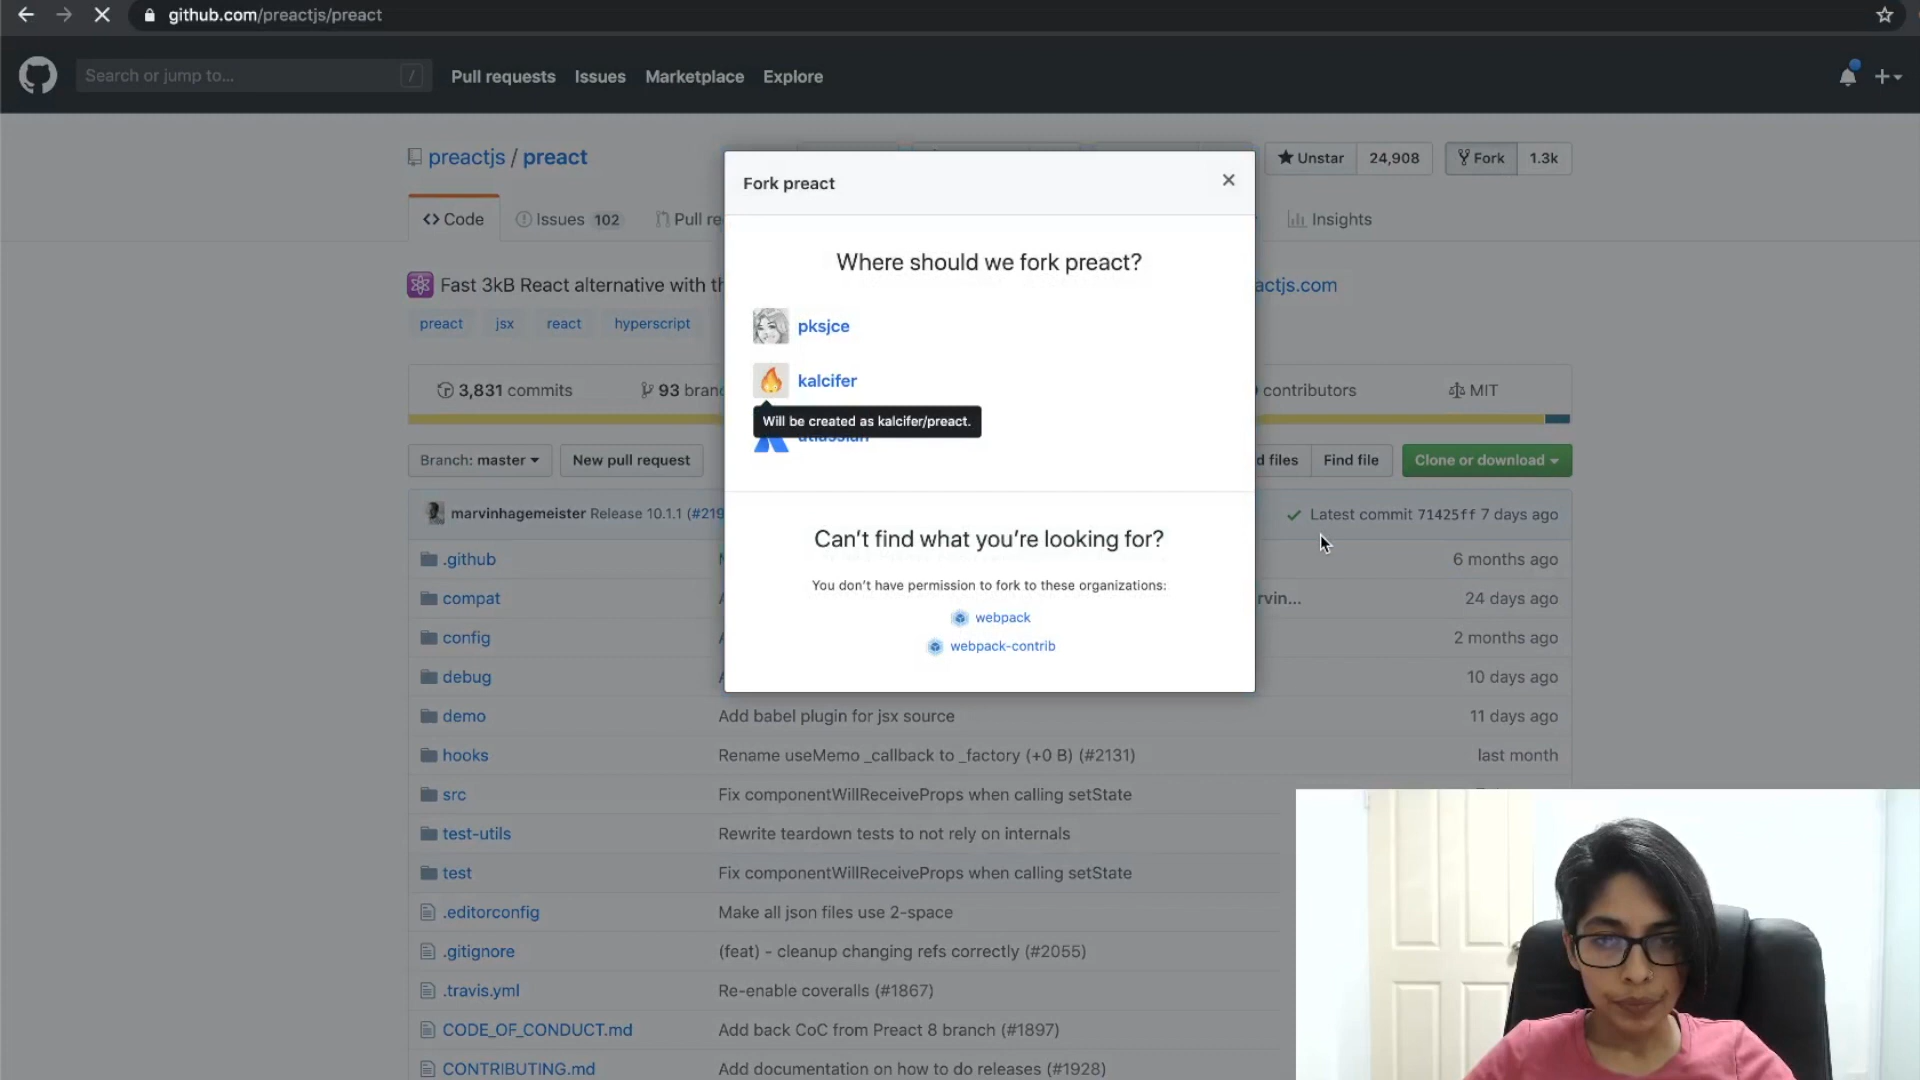 github.com/preactjs/preact
Search or jump to...
/
Pull requests
Issues
Marketplace
Explore
preactjs / preact
Unstar
24,908
Fork
1.3k
Code
Issues 102
Pull re
Insights
Fast 3kB React alternative with th
actjs.com
preact
jsx
react
hyperscript
3,831 commits
93 bran
contributors
MIT
Branch: master
New pull request
d files
Find file
Clone or download
marvinhagemeister Release 10.1.1 (#219
Latest commit 71425ff 7 days ago
.github
6 months ago
compat
rvin...
24 days ago
config
2 months ago
debug
10 days ago
demo
Add babel plugin for jsx source
11 days ago
hooks
Rename useMemo _callback to _factory (+0 B) (#2131)
last month
src
Fix componentWillReceiveProps when calling setState
test-utils
Rewrite teardown tests to not rely on internals
test
Fix componentWillReceiveProps when calling setState
.editorconfig
Make all json files use 2-space
.gitignore
(feat) - cleanup changing refs correctly (#2055)
.travis.yml
Re-enable coveralls (#1867)
CODE_OF_CONDUCT.md
Add back CoC from Preact 8 branch (#1897)
CONTRIBUTING.md
Add documentation on how to do releases (#1928)
Fork preact
Where should we fork preact?
pksjce
kalcifer
Will be created as kalcifer/preact.
atlassian
Can't find what you're looking for?
You don't have permission to fork to these organizations:
webpack
webpack-contrib